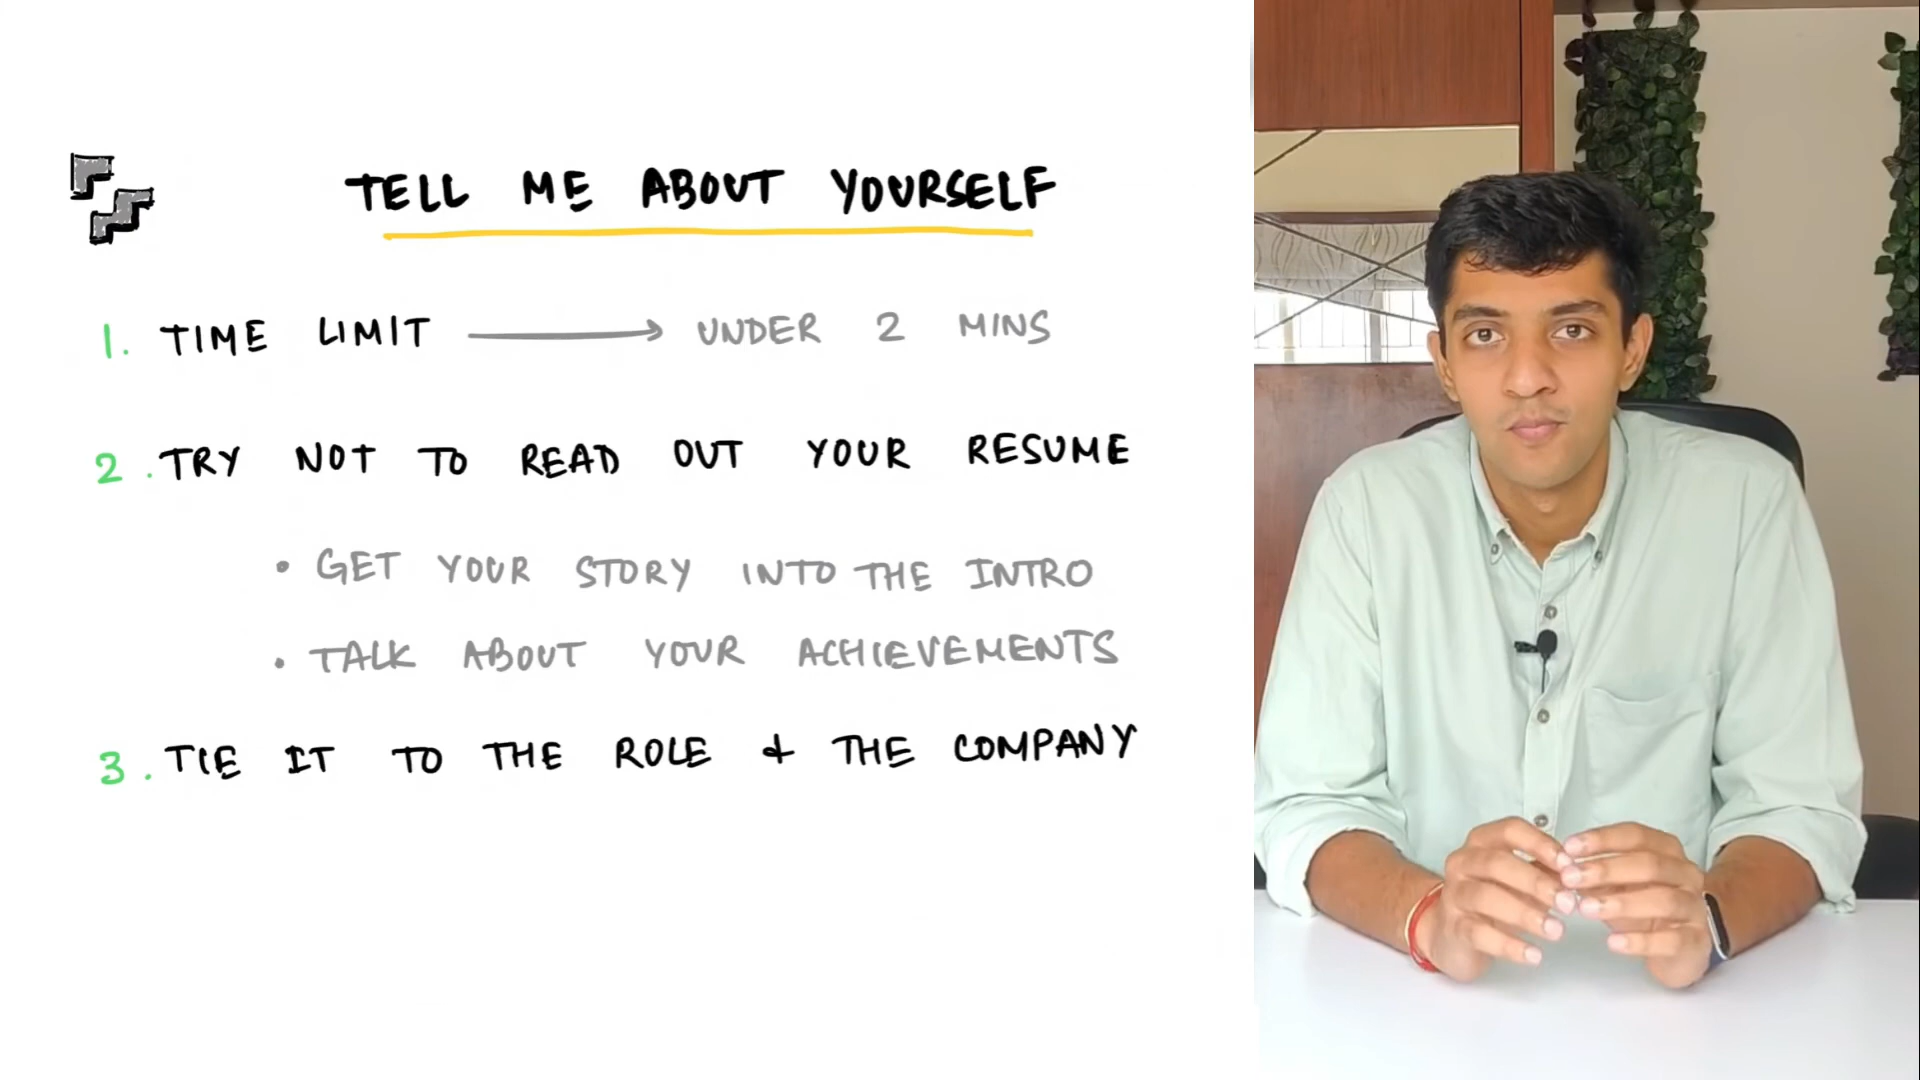 TELL ME ABOUT YOURSELF
1. TIME LIMIT → UNDER 2 MINS
2. TRY NOT TO READ OUT YOUR RESUME
• GET YOUR STORY INTO THE INTRO
• TALK ABOUT YOUR ACHIEVEMENTS
3. TIE IT TO THE ROLE & THE COMPANY